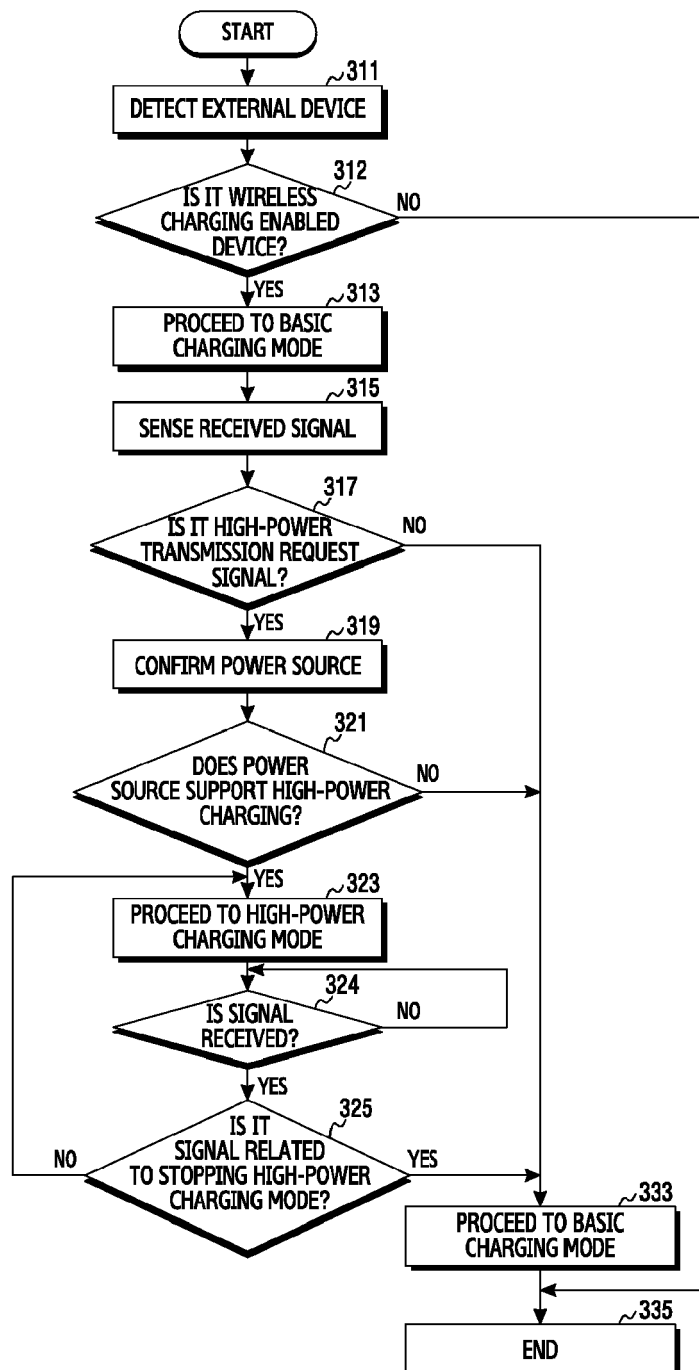 START
311
DETECT EXTERNAL DEVICE
312
IS IT WIRELESS
CHARGING ENABLED
DEVICE?
NO
YES
313
PROCEED TO BASIC
CHARGING MODE
315
SENSE RECEIVED SIGNAL
317
IS IT HIGH-POWER
TRANSMISSION REQUEST
SIGNAL?
NO
YES
319
CONFIRM POWER SOURCE
321
DOES POWER
SOURCE SUPPORT HIGH-POWER
CHARGING?
NO
YES
323
PROCEED TO HIGH-POWER
CHARGING MODE
324
IS SIGNAL
RECEIVED?
NO
YES
325
IS IT
SIGNAL RELATED
TO STOPPING HIGH-POWER
CHARGING MODE?
NO
YES
333
PROCEED TO BASIC
CHARGING MODE
335
END